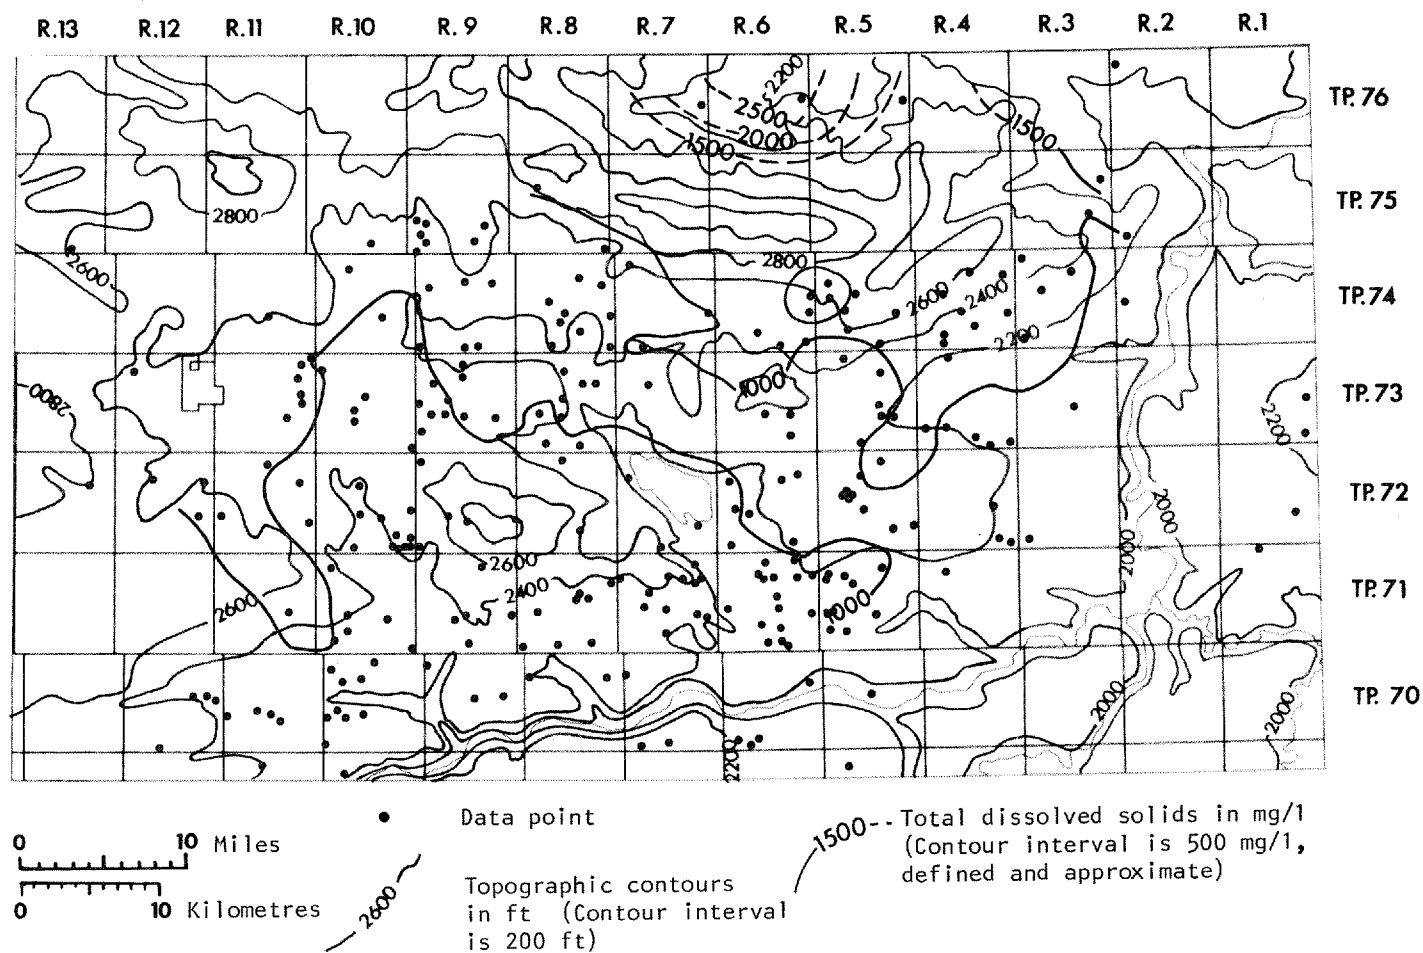 R.13 R.12 R.11 R.10 R.9 R.8 R.7 R.6 R.5 R.4 R.3 R.2 R.1
2200
TP. 76
2500
2000
1500
1500
TP. 75
2800
2800
2600
TP. 74
2600
2400
2200
1000
TP. 73
2800
2200
TP. 72
2000
2000
2600
2400
TP. 71
2600
1000
TP. 70
2000
2000
2200
Data point
1500-- Total dissolved solids in mg/l
(Contour interval is 500 mg/l,
defined and approximate)
0 10 Miles
0 10 Kilometres
2600
Topographic contours
in ft (Contour interval
is 200 ft)